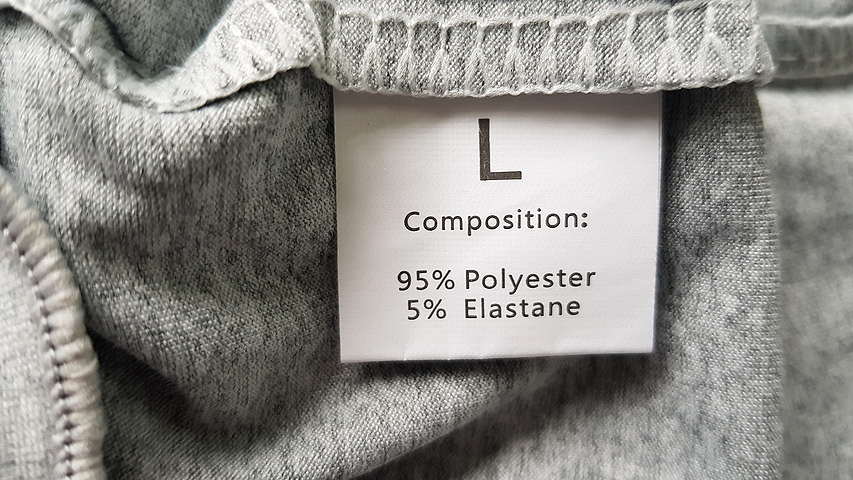 L
Composition:
95% Polyester
5% Elastane